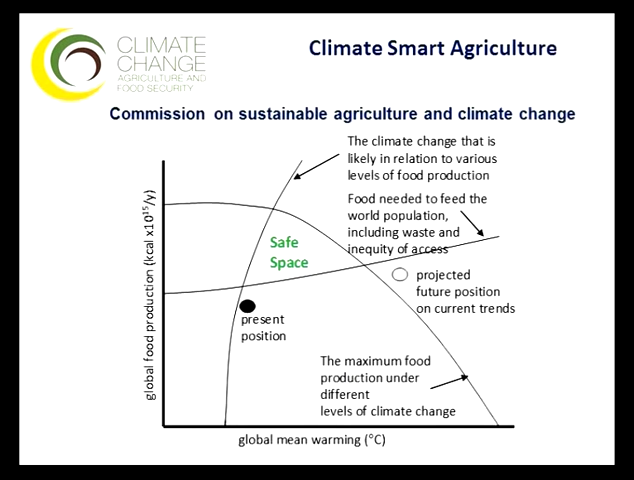 CLIMATE
CHANGE
AGRICULTURE AND
FOOD SECURITY
Climate Smart Agriculture
Commission on sustainable agriculture and climate change
The climate change that is
likely in relation to various
levels of food production
Food needed to feed the
world population,
including waste and
inequity of access
Safe
Space
projected
future position
on current trends
present
position
The maximum food
production under
different
levels of climate change
global food production (kcal x10¹⁵/y)
global mean warming (°C)